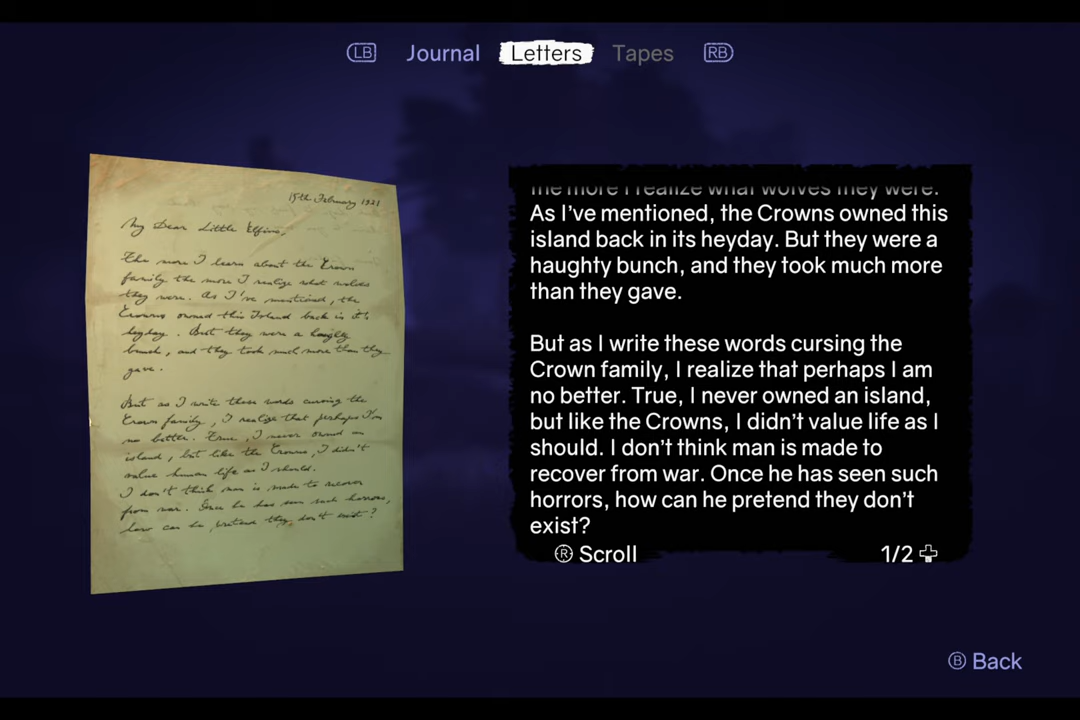 LB Journal Letters Tapes RB
15th February 1921
My Dear Little Elfins,
The more I learn about the Crown
family the more I realize what wolves
they were. As I've mentioned, the
Crowns owned this Island back in it's
heyday. But they were a haughty
bunch, and they took much more than they
gave.
But as I write these words cursing the
Crown family, I realize that perhaps I'm
no better. True, I never owned an
island, but like the Crowns, I didn't
value human life as I should.
I don't think man is made to recover
from war. Once he has seen such horrors,
how can he pretend they don't exist?
the more I realize what wolves they were.
As I've mentioned, the Crowns owned this
island back in its heyday. But they were a
haughty bunch, and they took much more
than they gave.
But as I write these words cursing the
Crown family, I realize that perhaps I am
no better. True, I never owned an island,
but like the Crowns, I didn't value life as I
should. I don't think man is made to
recover from war. Once he has seen such
horrors, how can he pretend they don't
exist?
R Scroll 1/2
B Back